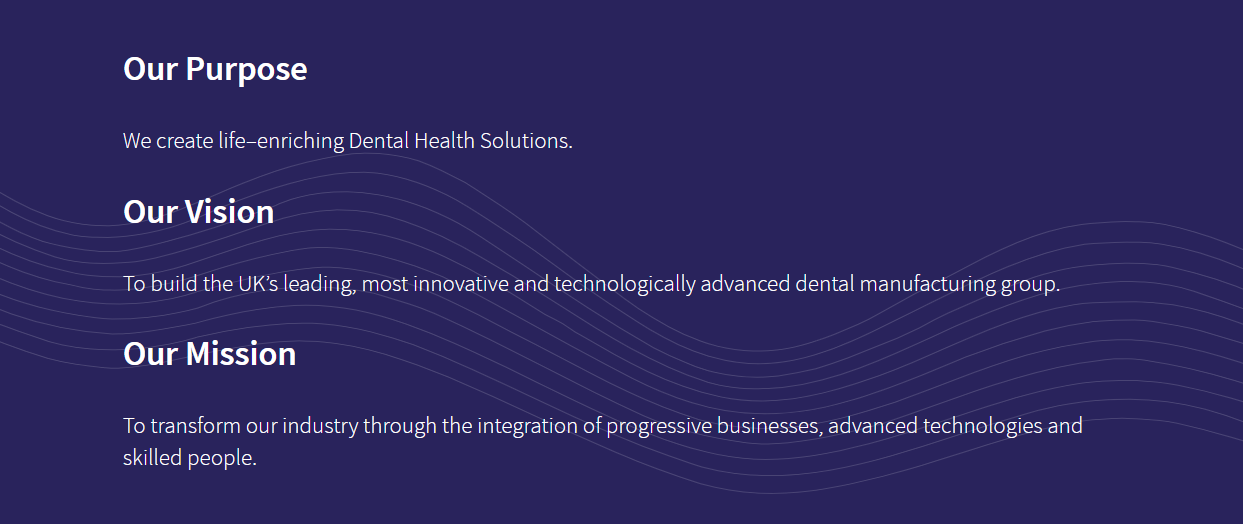 Our Purpose
We create life–enriching Dental Health Solutions.
Our Vision
To build the UK’s leading, most innovative and technologically advanced dental manufacturing group.
Our Mission
To transform our industry through the integration of progressive businesses, advanced technologies and
skilled people.